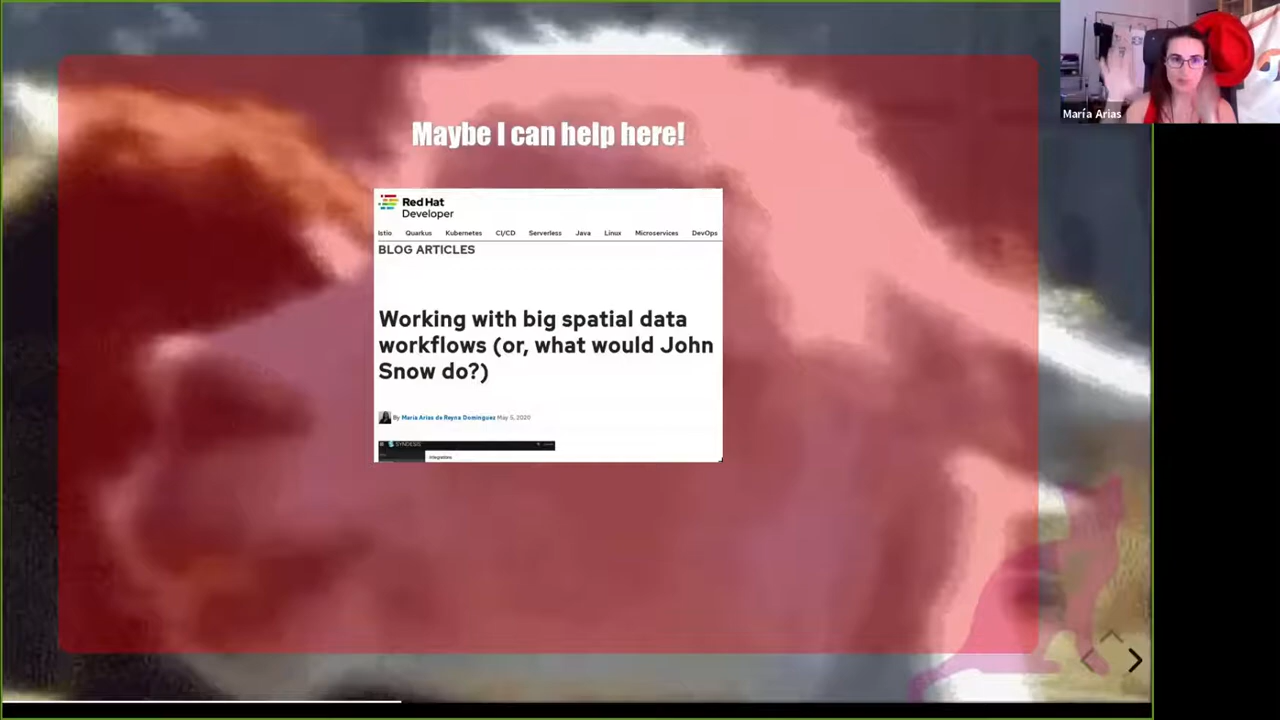 María Arias
Maybe I can help here!
Red Hat
Developer
Istio Quarkus Kubernetes CI/CD Serverless Java Linux Microservices DevOps
BLOG ARTICLES
Working with big spatial data
workflows (or, what would John
Snow do?)
By María Arias de Reyna Domínguez May 5, 2020
SYNDESIS
Integrations